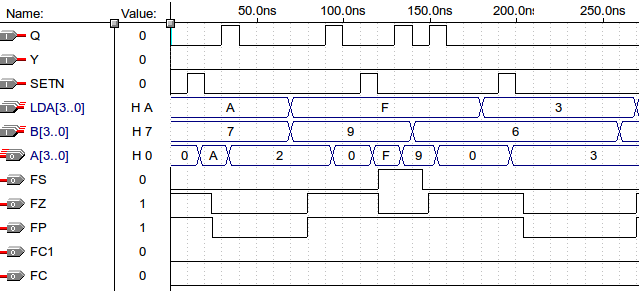 Name: Value: 50.0ns 100.0ns 150.0ns 200.0ns 250.0ns
Q 0
Y 0
SETN 0
LDA[3..0] H A A F 3
B[3..0] H 7 7 9 6
A[3..0] H 0 0 A 2 0 F 9 0 3
FS 0
FZ 1
FP 1
FC1 0
FC 0